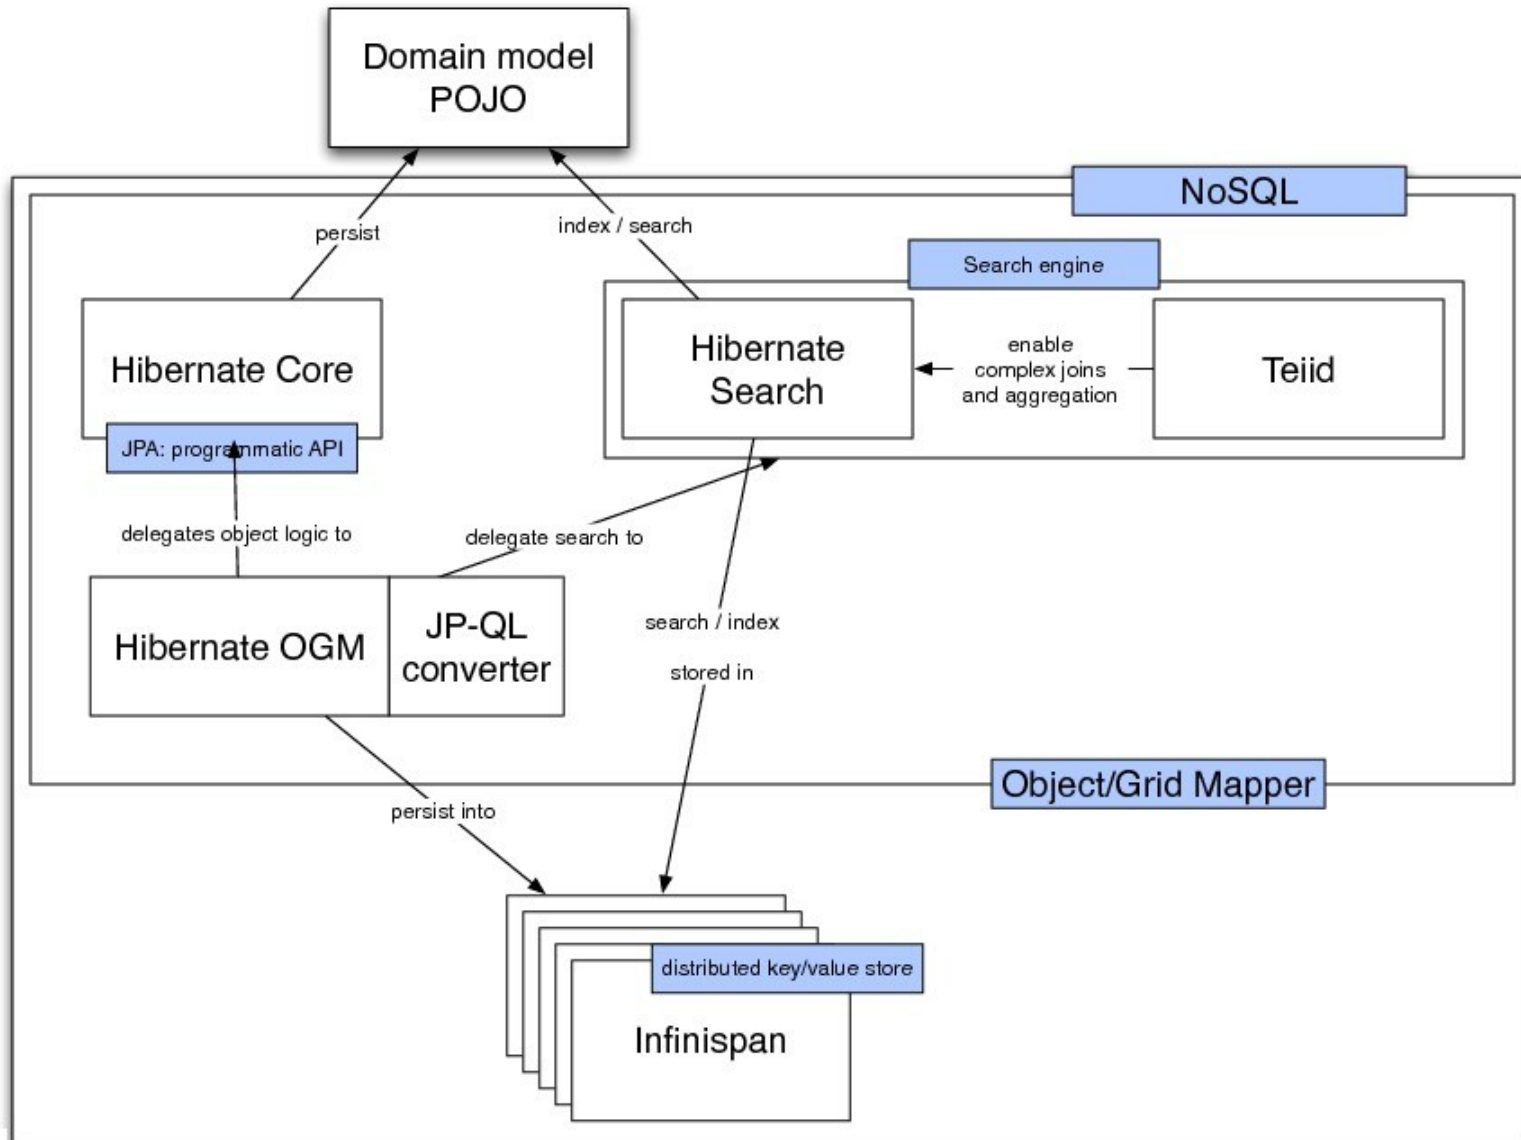 Domain model
POJO
NoSQL
persist
index / search
Search engine
Hibernate Core
Hibernate
Search
enable
complex joins
and aggregation
Teiid
JPA: programmatic API
delegates object logic to
delegate search to
Hibernate OGM
JP-QL
converter
search / index
stored in
Object/Grid Mapper
persist into
distributed key/value store
Infinispan